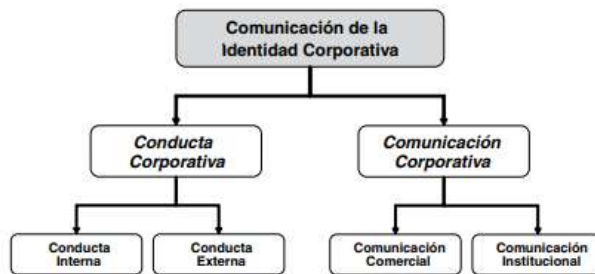 Comunicación de la
Identidad Corporativa
Conducta
Corporativa
Comunicación
Corporativa
Conducta
Interna
Conducta
Externa
Comunicación
Comercial
Comunicación
Institucional